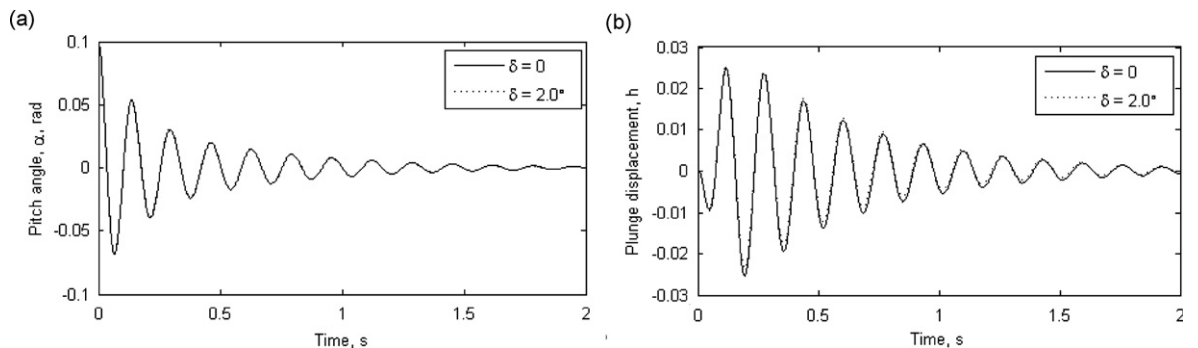 (a)
0.1
0.05
0
-0.05
-0.1
Pitch angle, α, rad
δ = 0
δ = 2.0°
0
0.5
1
1.5
2
Time, s
(b)
0.03
0.02
0.01
0
-0.01
-0.02
-0.03
Plunge displacement, h
δ = 0
δ = 2.0°
0
0.5
1
1.5
2
Time, s